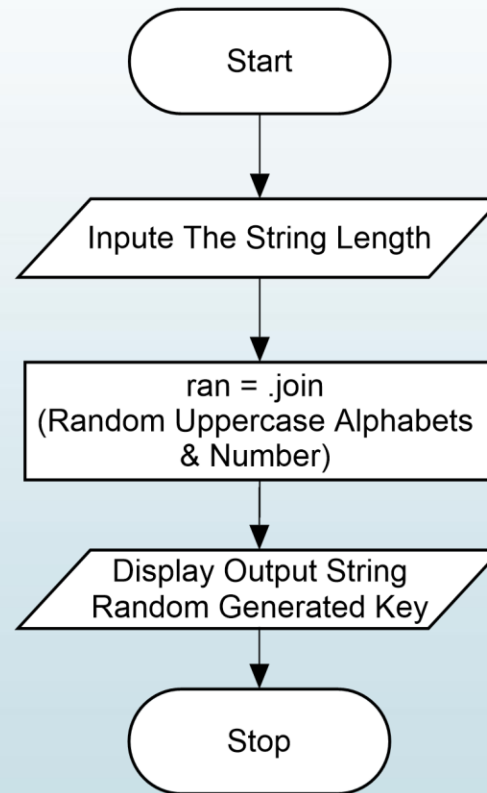 Start
Inpute The String Length
ran = .join
(Random Uppercase Alphabets
& Number)
Display Output String
Random Generated Key
Stop